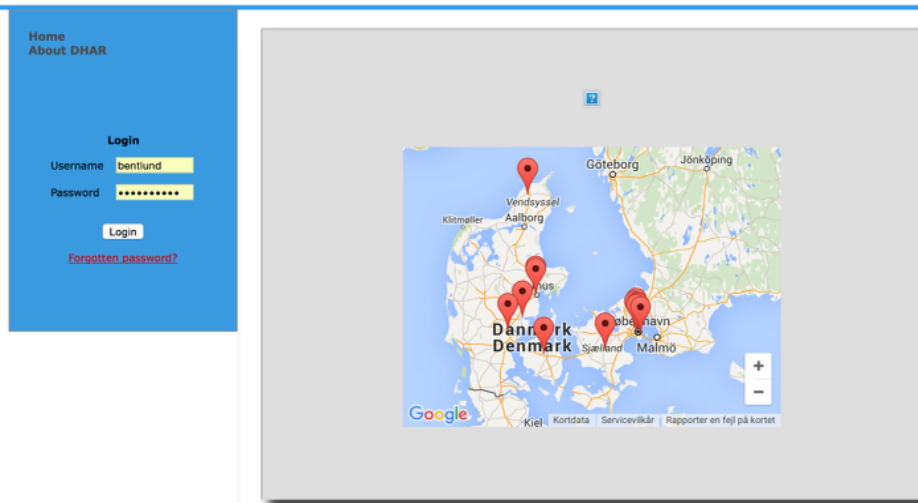 Home
About DHAR
Login
Username bentlund
Password ••••••••••
Login
Forgotten password?
?
Göteborg
Jönköping
Vendsyssel
Klitmøller
Aalborg
Danmark
Denmark
Sjælland
Malmö
Kiel
+
−
Google
Kortdata
Servicevilkår
Rapporter en fejl på kortet